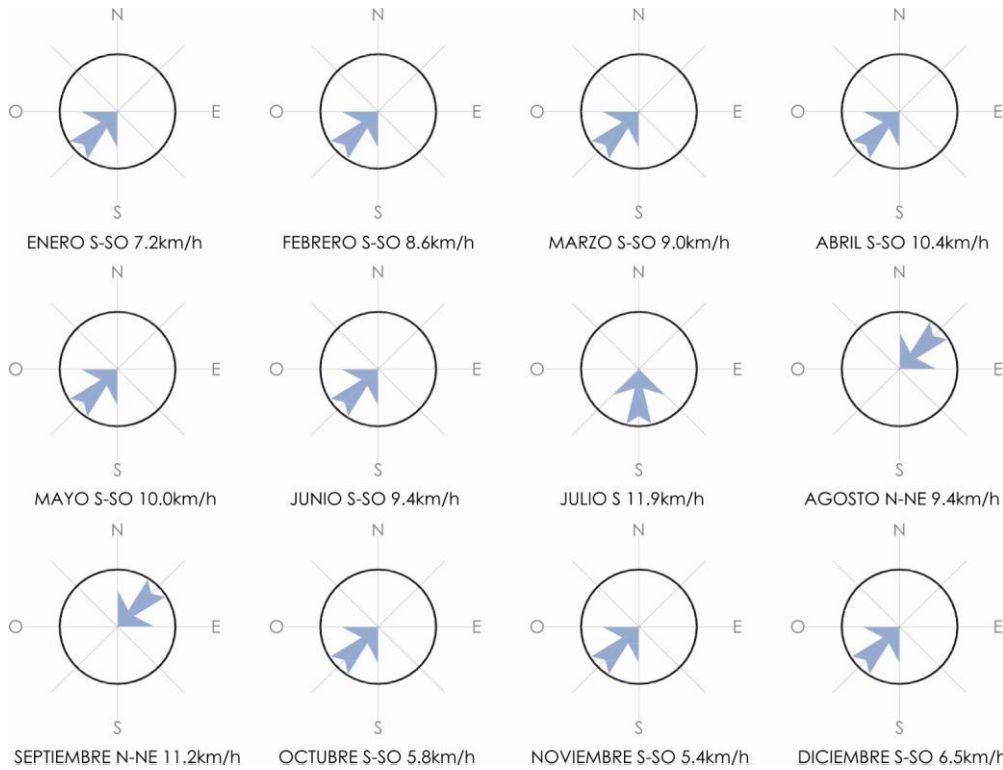 N N N N
O E O E O E O E
S S S S
ENERO S-SO 7.2km/h FEBRERO S-SO 8.6km/h MARZO S-SO 9.0km/h ABRIL S-SO 10.4km/h
N N N N
O E O E O E O E
S S S S
MAYO S-SO 10.0km/h JUNIO S-SO 9.4km/h JULIO S 11.9km/h AGOSTO N-NE 9.4km/h
N N N N
O E O E O E O E
S S S S
SEPTIEMBRE N-NE 11.2km/h OCTUBRE S-SO 5.8km/h NOVIEMBRE S-SO 5.4km/h DICIEMBRE S-SO 6.5km/h